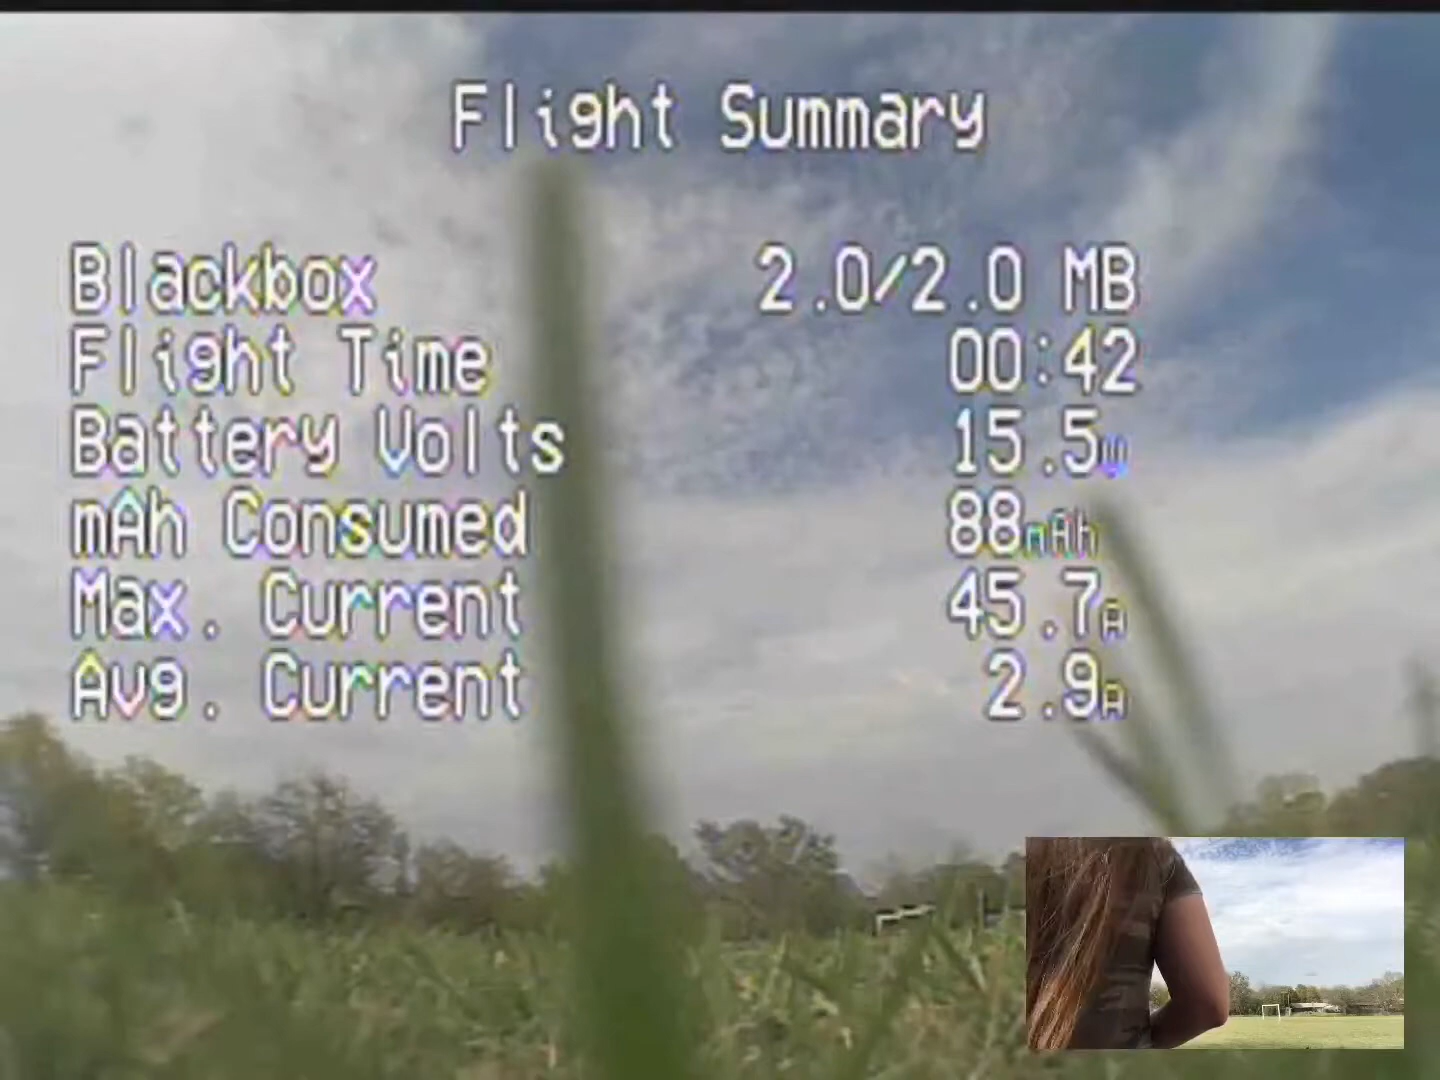 Flight Summary
Blackbox 2.0/2.0 MB
Flight Time 00:42
Battery Volts 15.5v
mAh Consumed 88mAh
Max. Current 45.7A
Avg. Current 2.9A